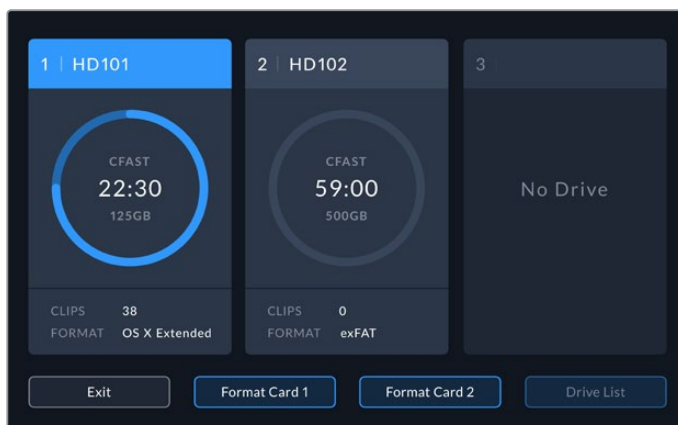 1 | HD101
CFAST
22:30
125GB
CLIPS 38
FORMAT OS X Extended
2 | HD102
CFAST
59:00
500GB
CLIPS 0
FORMAT exFAT
3 |
No Drive
Exit
Format Card 1
Format Card 2
Drive List